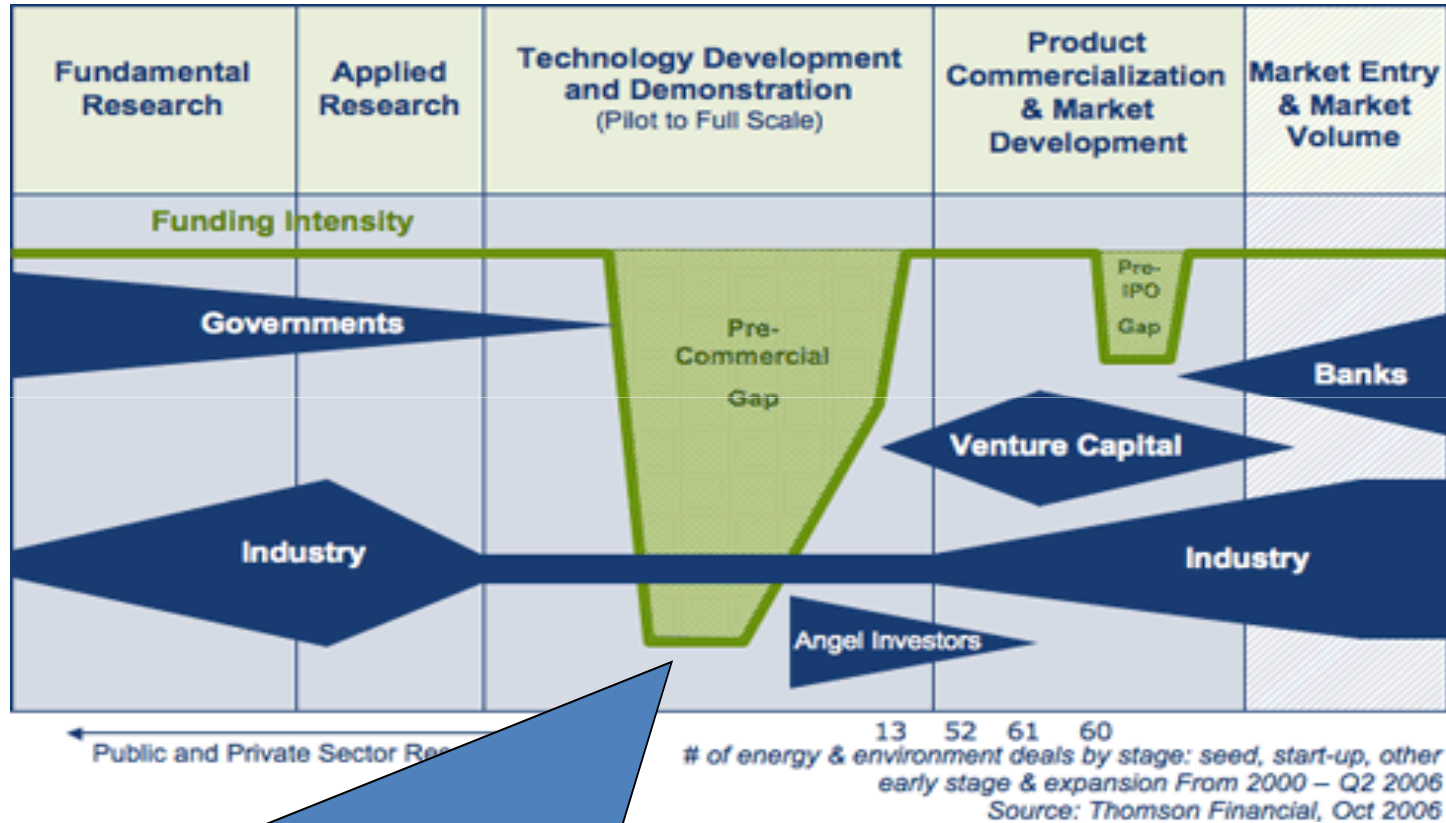 Fundamental
Research
Applied
Research
Technology Development
and Demonstration
(Pilot to Full Scale)
Product
Commercialization
& Market
Development
Market Entry
& Market
Volume
Funding Intensity
Governments
Pre-
Commercial
Gap
Pre-
IPO
Gap
Banks
Venture Capital
Industry
Industry
Angel Investors
13 52 61 60
Public and Private Sector
# of energy & environment deals by stage: seed, start-up, other
early stage & expansion From 2000 – Q2 2006
Source: Thomson Financial, Oct 2006